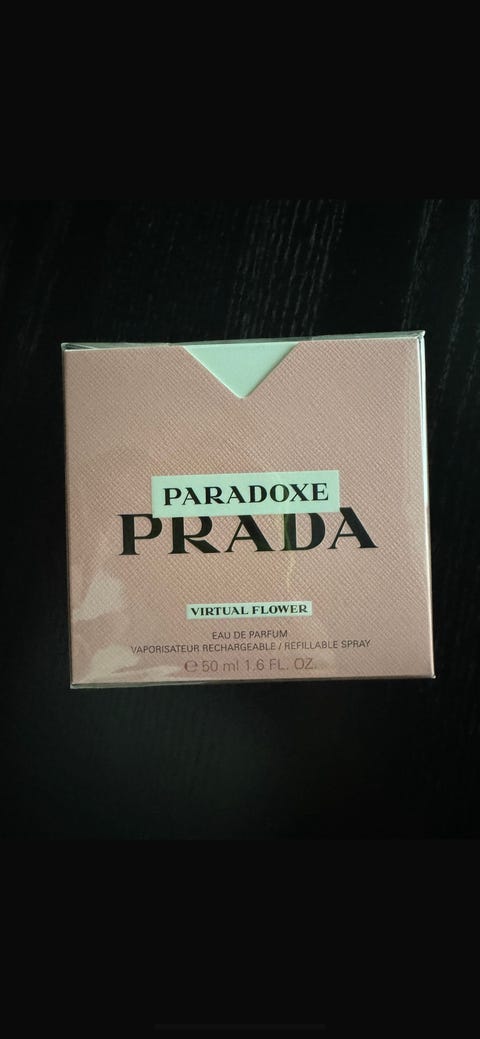 PARADOXE
PRADA
VIRTUAL FLOWER
EAU DE PARFUM
VAPORISATEUR RECHARGEABLE / REFILLABLE SPRAY
℮ 50 ml 1.6 FL. OZ.